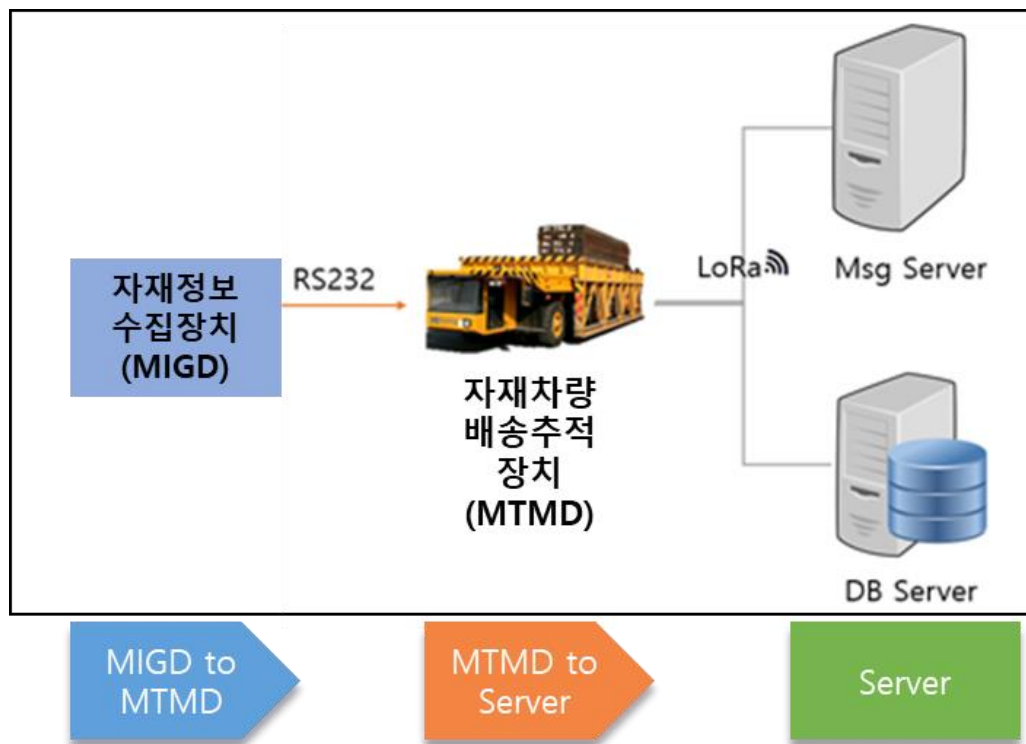 자재정보
수집장치
(MIGD)
RS232
자재차량
배송추적
장치
(MTMD)
LoRa
Msg Server
DB Server
MIGD to
MTMD
MTMD to
Server
Server